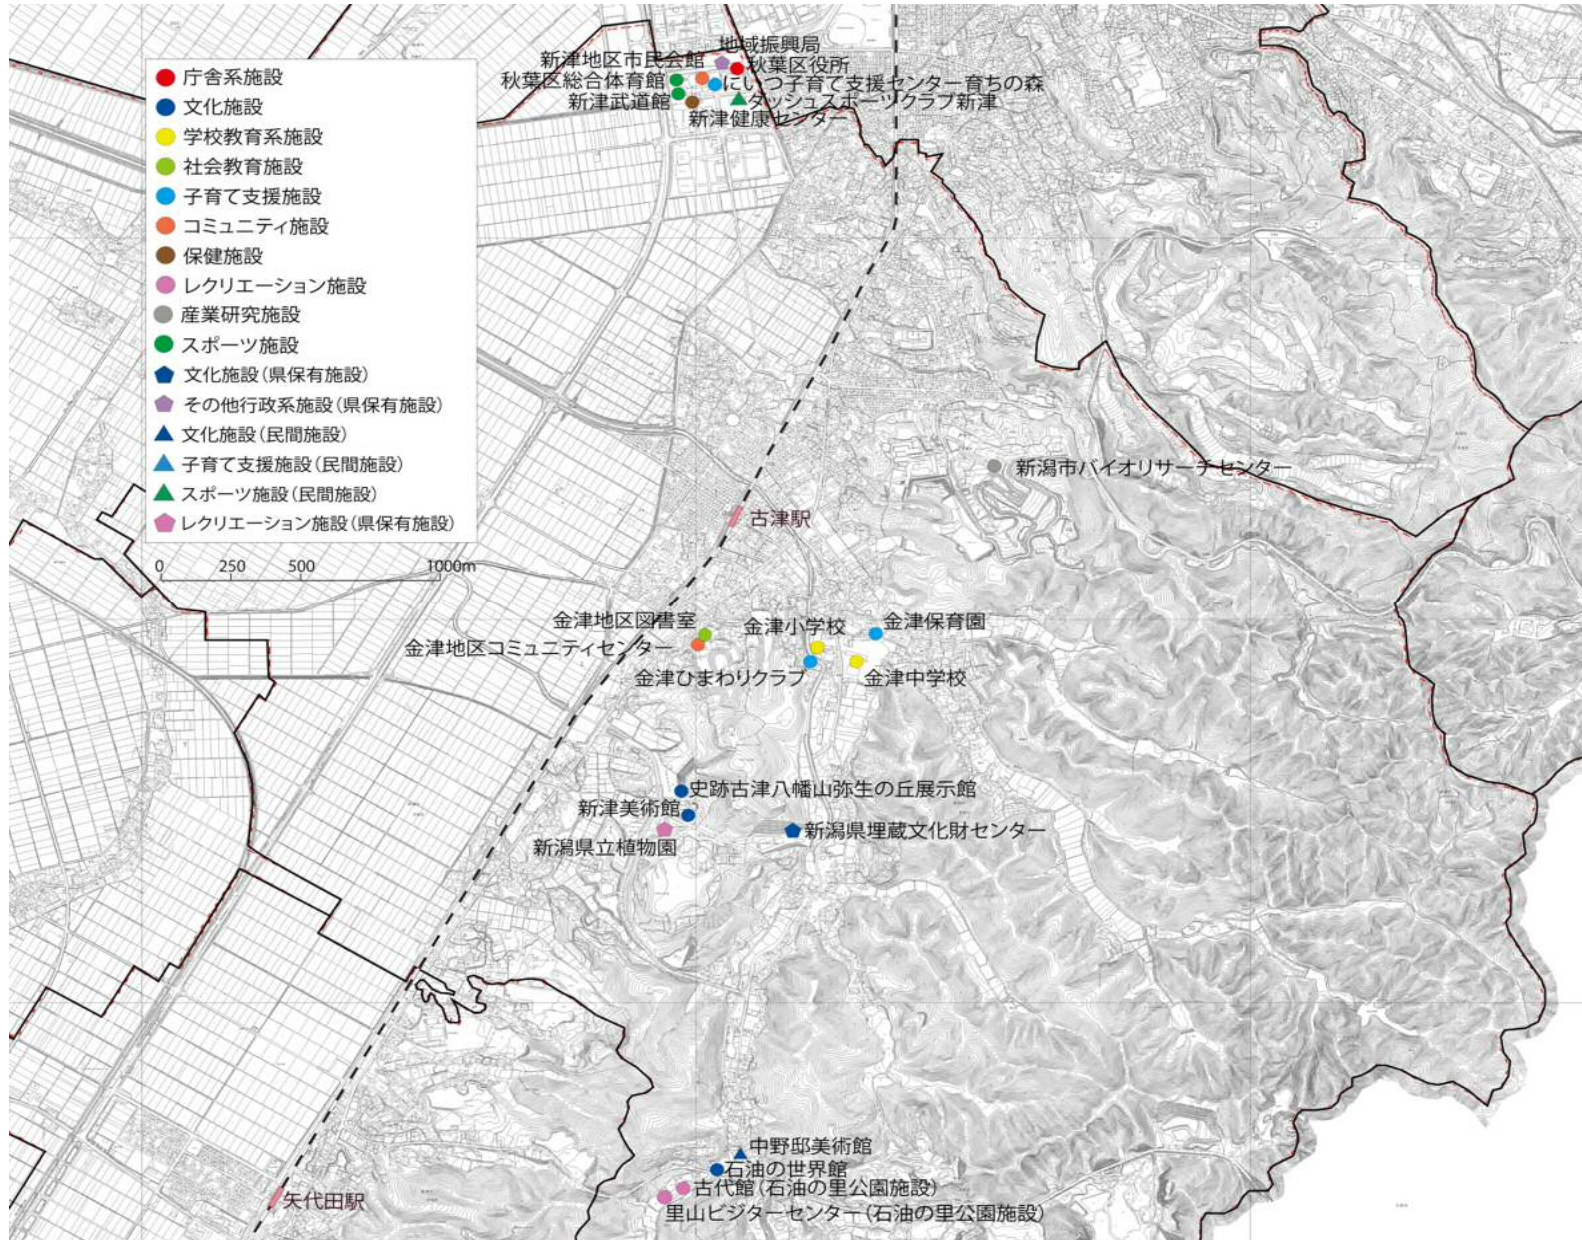 庁舎系施設
文化施設
学校教育系施設
社会教育施設
子育て支援施設
コミュニティ施設
保健施設
レクリエーション施設
産業研究施設
スポーツ施設
文化施設(県保有施設)
その他行政系施設(県保有施設)
文化施設(民間施設)
子育て支援施設(民間施設)
スポーツ施設(民間施設)
レクリエーション施設(県保有施設)
0 250 500 1000m
地域振興局
新津地区市民会館
秋葉区役所
秋葉区総合体育館
にいつ子育て支援センター育ちの森
新津武道館
ダッシュスポーツクラブ新津
新津健康センター
新潟市バイオリサーチセンター
古津駅
金津地区図書室
金津小学校
金津保育園
金津地区コミュニティセンター
金津ひまわりクラブ
金津中学校
史跡古津八幡山弥生の丘展示館
新津美術館
新潟県埋蔵文化財センター
新潟県立植物園
中野邸美術館
石油の世界館
古代館(石油の里公園施設)
矢代田駅
里山ビジターセンター(石油の里公園施設)